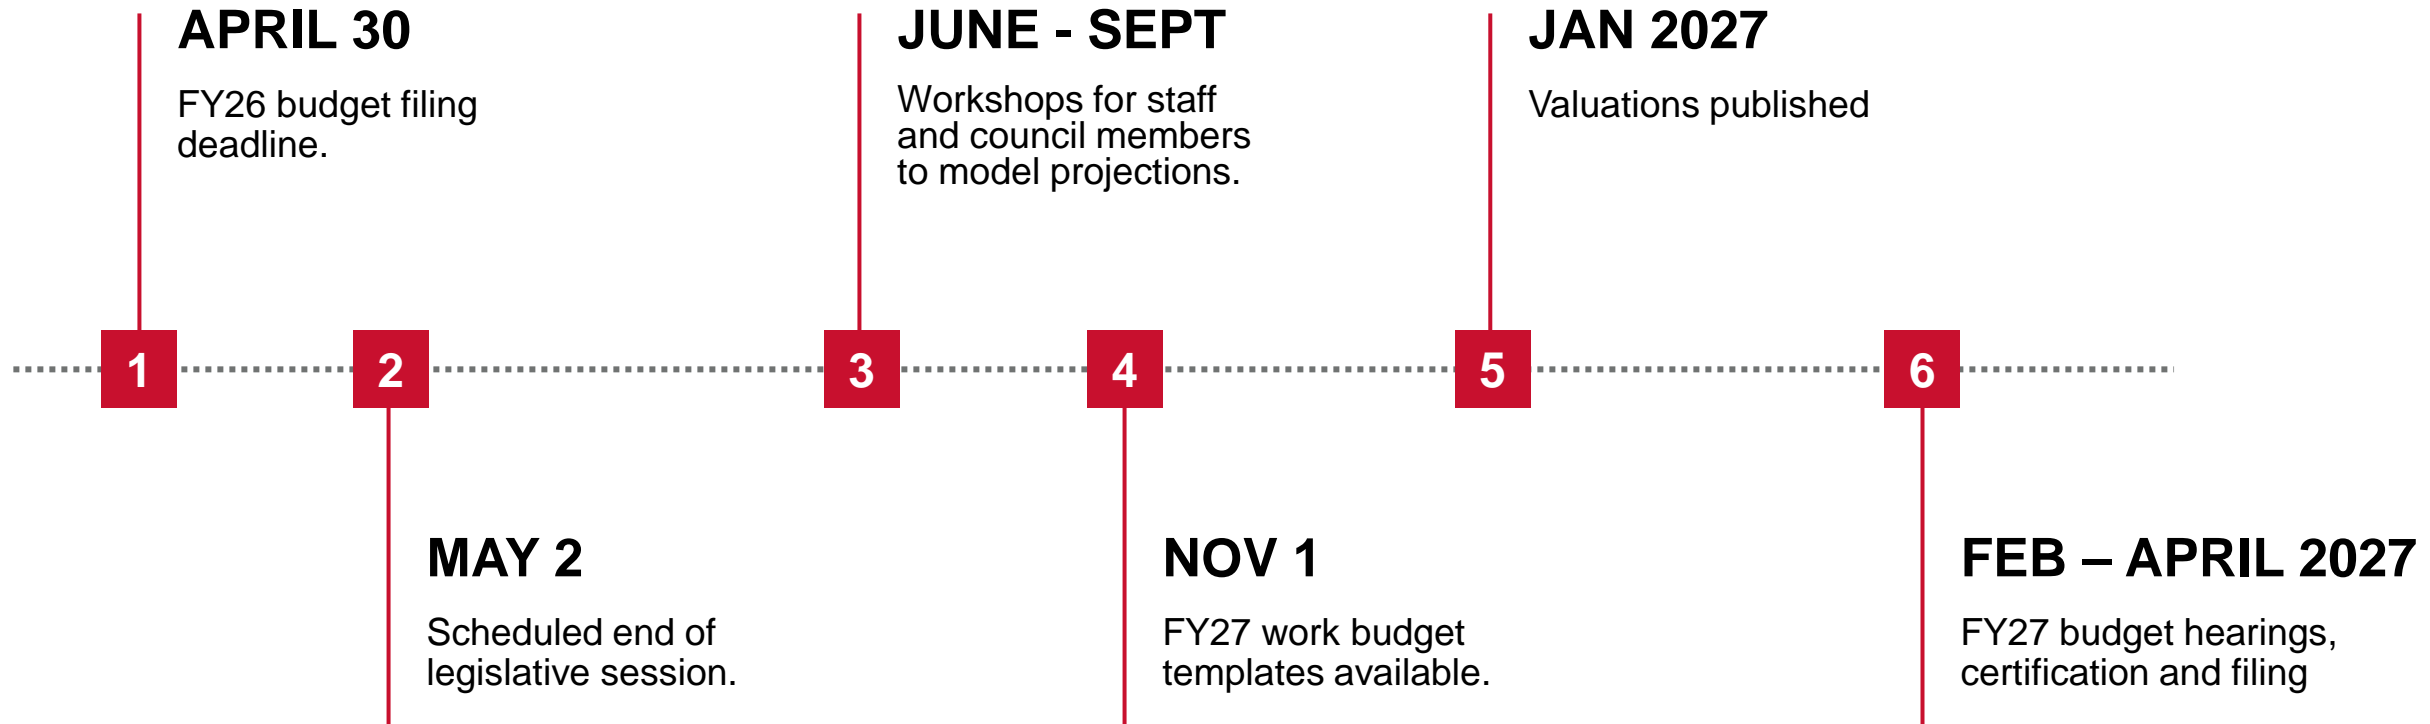 APRIL 30
FY26 budget filing
deadline.
JUNE - SEPT
Workshops for staff
and council members
to model projections.
JAN 2027
Valuations published
1
2
3
4
5
6
MAY 2
Scheduled end of
legislative session.
NOV 1
FY27 work budget
templates available.
FEB – APRIL 2027
FY27 budget hearings,
certification and filing